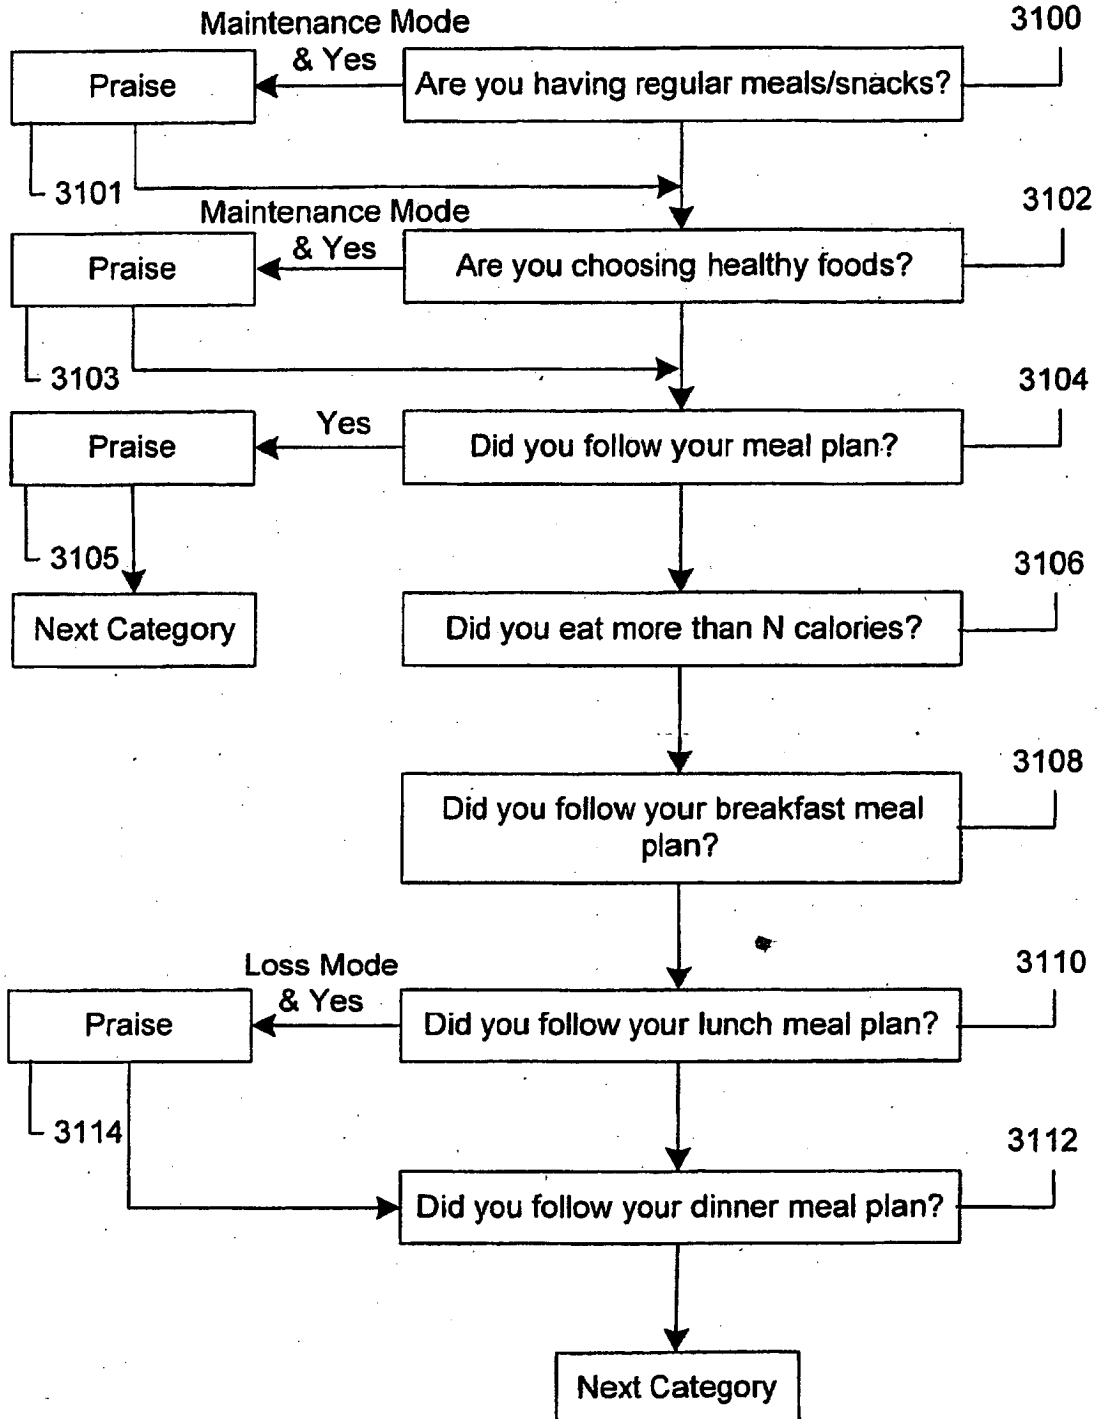 Maintenance Mode
& Yes
3100
Praise
Are you having regular meals/snacks?
3101
Maintenance Mode
& Yes
3102
Praise
Are you choosing healthy foods?
3103
3104
Yes
Praise
Did you follow your meal plan?
3105
3106
Next Category
Did you eat more than N calories?
3108
Did you follow your breakfast meal
plan?
Loss Mode
& Yes
3110
Praise
Did you follow your lunch meal plan?
3114
3112
Did you follow your dinner meal plan?
Next Category